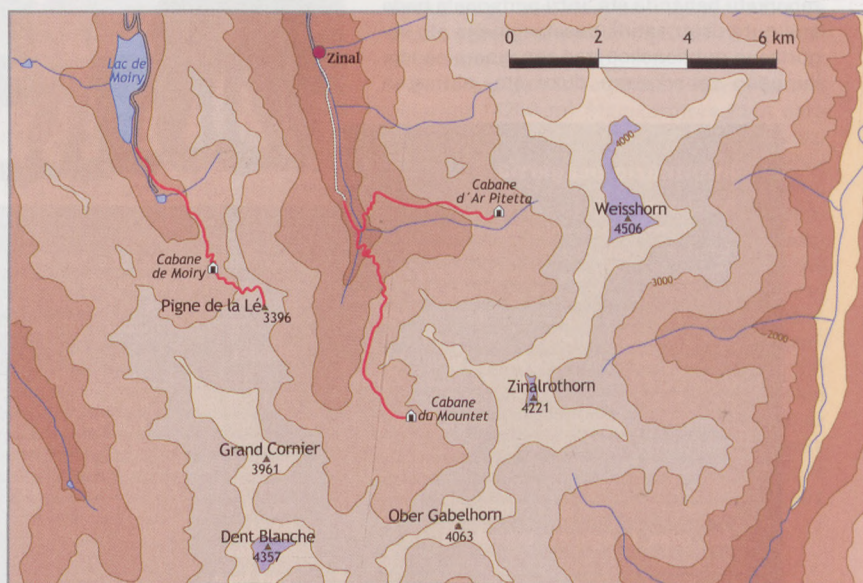 0 2 4 6 km
Zinal
Lac de
Moiry
4000
Cabane
d´Ar Pitetta
Weisshorn
4506
Cabane
de Moiry
3000
Pigne de la Lé
3396
2000
Zinalrothorn
4221
Cabane
du Mountet
Grand Cornier
3961
Ober Gabelhorn
4063
Dent Blanche
4357